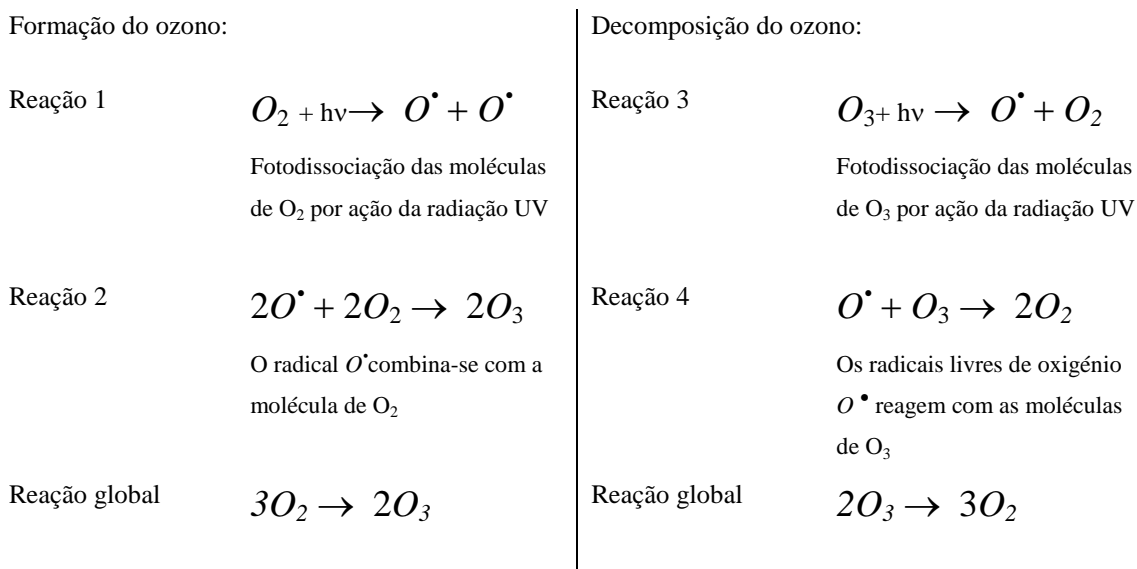 Formação do ozono:
Reação 1
O₂ + hν → O• + O•
Fotodissociação das moléculas
de O₂ por ação da radiação UV
Reação 2
2O• + 2O₂ → 2O₃
O radical O•combina-se com a
molécula de O₂
Reação global
3O₂ → 2O₃
Decomposição do ozono:
Reação 3
O₃+ hν → O• + O₂
Fotodissociação das moléculas
de O₃ por ação da radiação UV
Reação 4
O• + O₃ → 2O₂
Os radicais livres de oxigénio
O • reagem com as moléculas
de O₃
Reação global
2O₃ → 3O₂